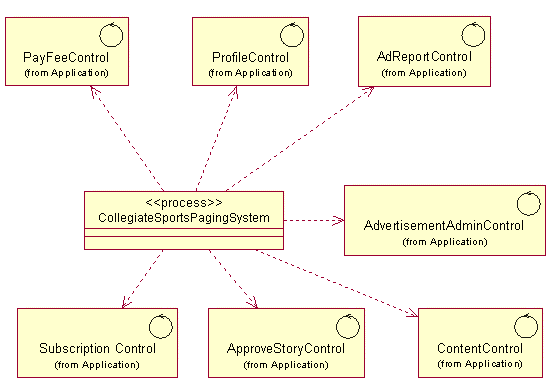 PayFeeControl
(from Application)
ProfileControl
(from Application)
AdReportControl
(from Application)
<<process>>
CollegiateSportsPagingSystem
AdvertisementAdminControl
(from Application)
Subscription Control
(from Application)
ApproveStoryControl
(from Application)
ContentControl
(from Application)